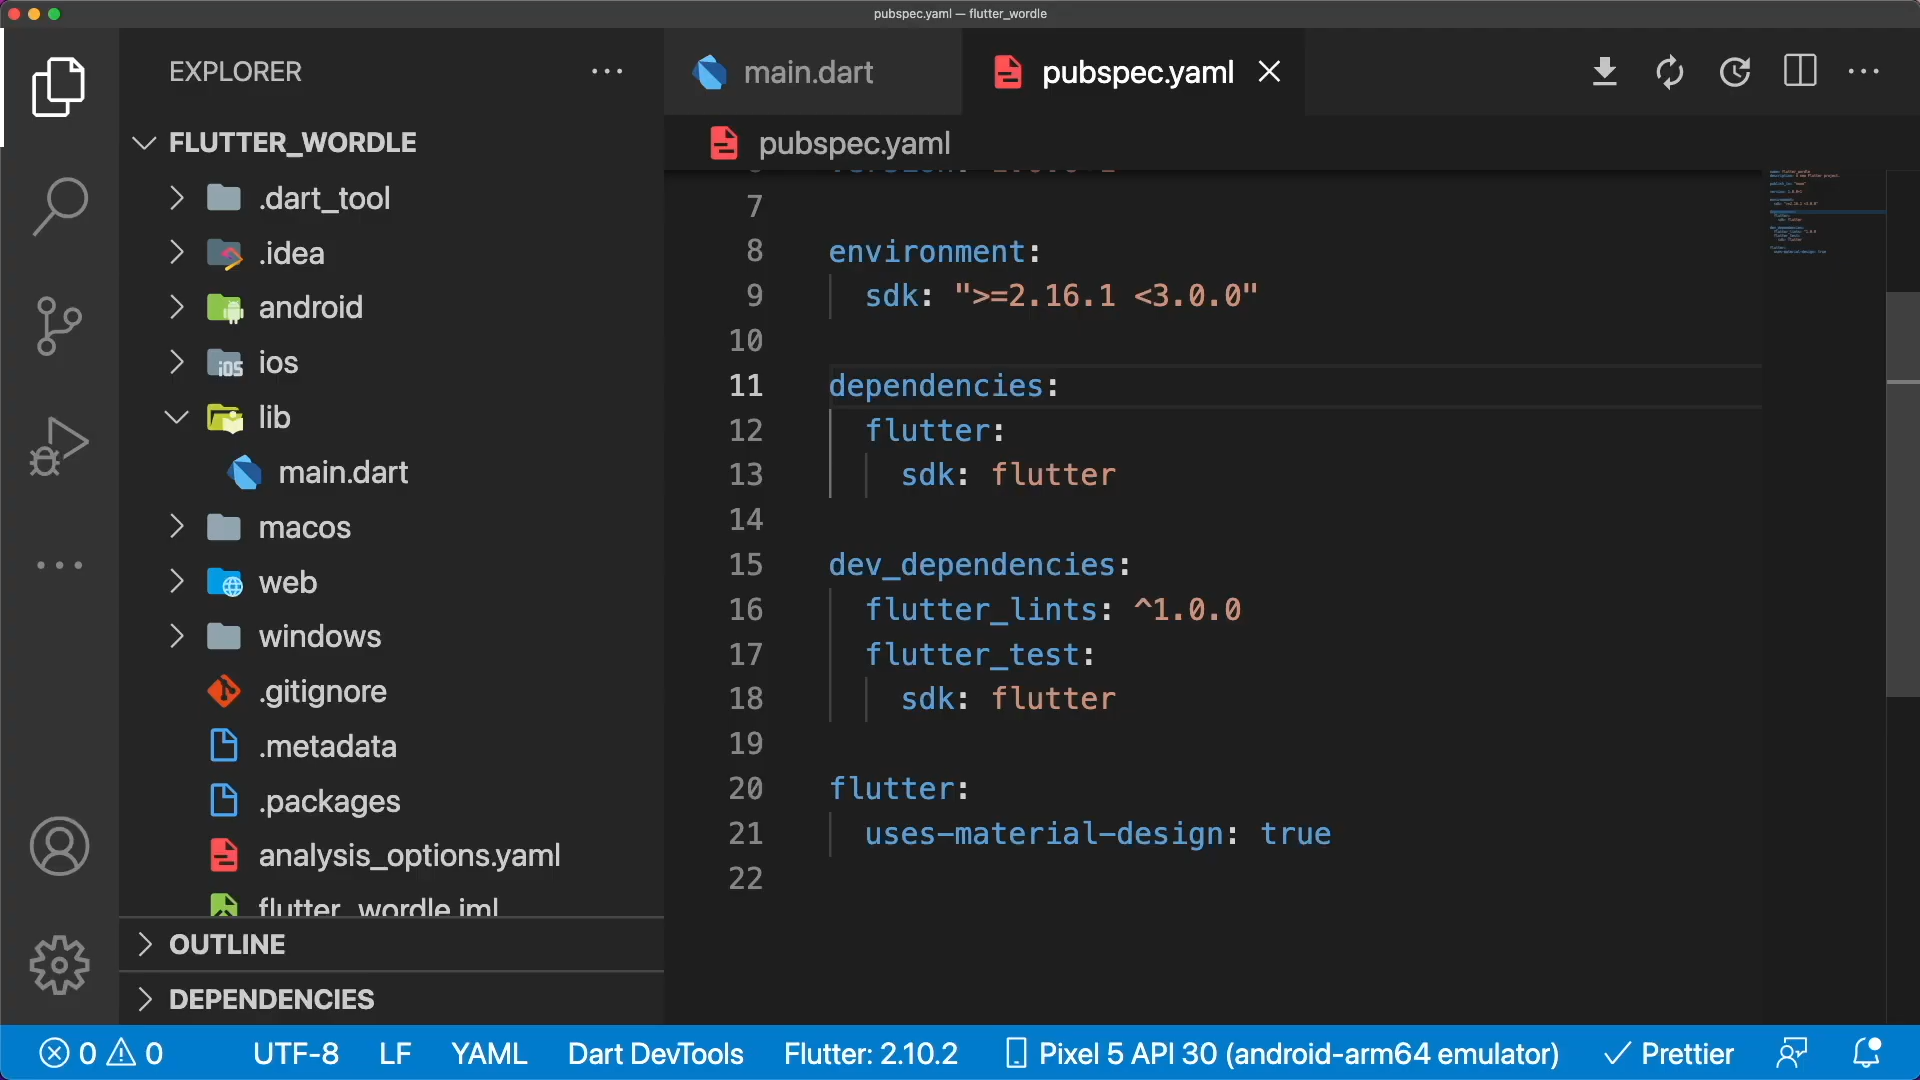 pubspec.yaml — flutter_wordle
EXPLORER
FLUTTER_WORDLE
.dart_tool
.idea
android
ios
lib
main.dart
macos
web
windows
.gitignore
.metadata
.packages
analysis_options.yaml
flutter_wordle.iml
OUTLINE
DEPENDENCIES
main.dart
pubspec.yaml
pubspec.yaml
7
8 environment:
9 sdk: ">=2.16.1 <3.0.0"
10
11 dependencies:
12 flutter:
13 sdk: flutter
14
15 dev_dependencies:
16 flutter_lints: ^1.0.0
17 flutter_test:
18 sdk: flutter
19
20 flutter:
21 uses-material-design: true
22
0 0 UTF-8 LF YAML Dart DevTools Flutter: 2.10.2 Pixel 5 API 30 (android-arm64 emulator) Prettier